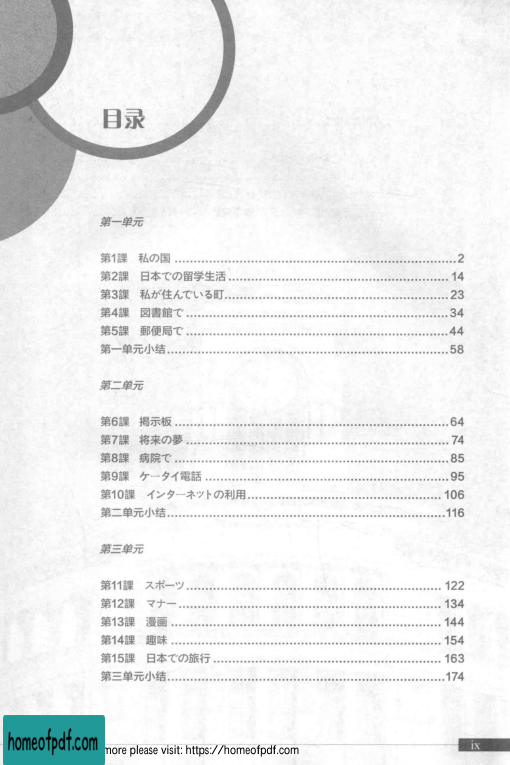 目录
第一单元
第1課 私の国 ........ 2
第2課 日本での留学生活 ........ 14
第3課 私が住んでいる町 ........ 23
第4課 図書館で ........ 34
第5課 郵便局で ........ 44
第一单元小结 ........ 58
第二单元
第6課 掲示板 ........ 64
第7課 将来の夢 ........ 74
第8課 病院で ........ 85
第9課 ケータイ電話 ........ 95
第10課 インターネットの利用 ........ 106
第二单元小结 ........ 116
第三单元
第11課 スポーツ ........ 122
第12課 マナー ........ 134
第13課 漫画 ........ 144
第14課 趣味 ........ 154
第15課 日本での旅行 ........ 163
第三单元小结 ........ 174
ix
homeofpdf.com more please visit: https://homeofpdf.com